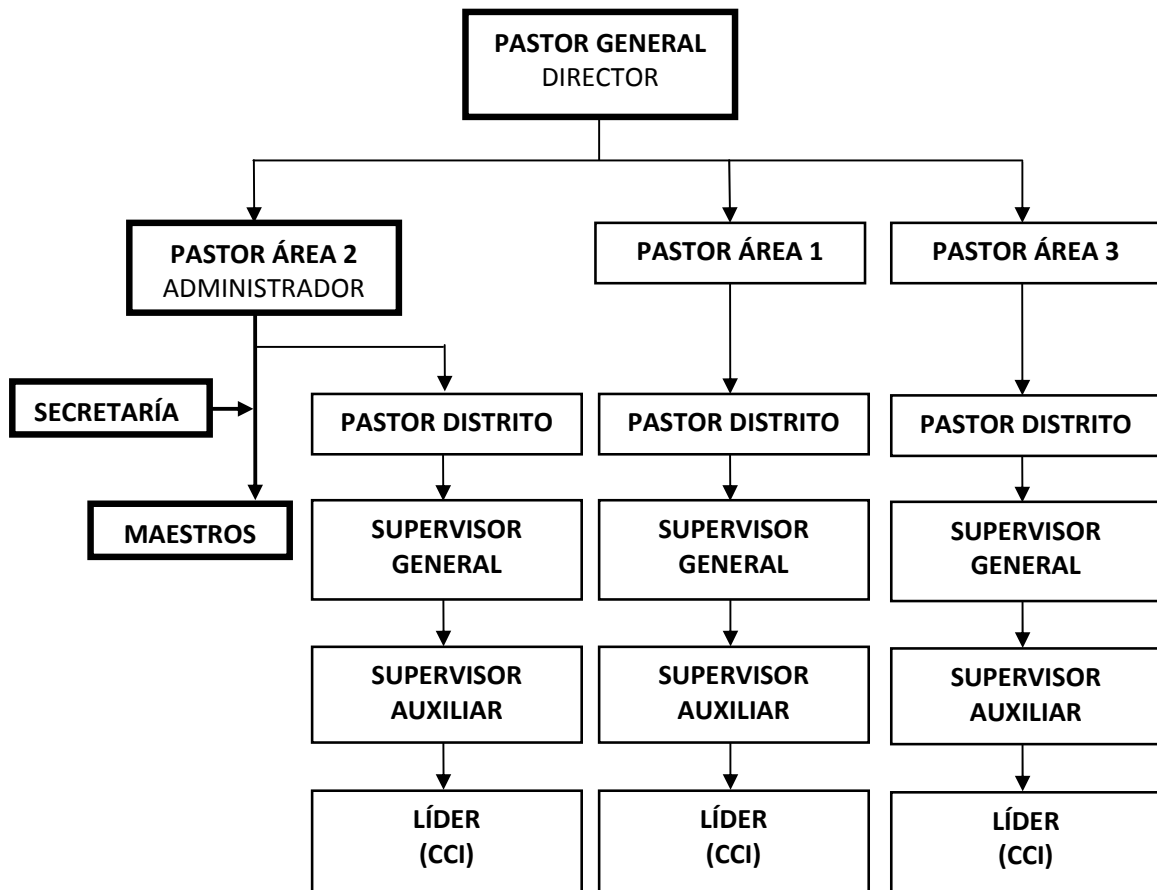 PASTOR GENERAL
DIRECTOR
PASTOR ÁREA 2
ADMINISTRADOR
PASTOR ÁREA 1
PASTOR ÁREA 3
SECRETARÍA
PASTOR DISTRITO
PASTOR DISTRITO
PASTOR DISTRITO
MAESTROS
SUPERVISOR
GENERAL
SUPERVISOR
GENERAL
SUPERVISOR
GENERAL
SUPERVISOR
AUXILIAR
SUPERVISOR
AUXILIAR
SUPERVISOR
AUXILIAR
LÍDER
(CCI)
LÍDER
(CCI)
LÍDER
(CCI)